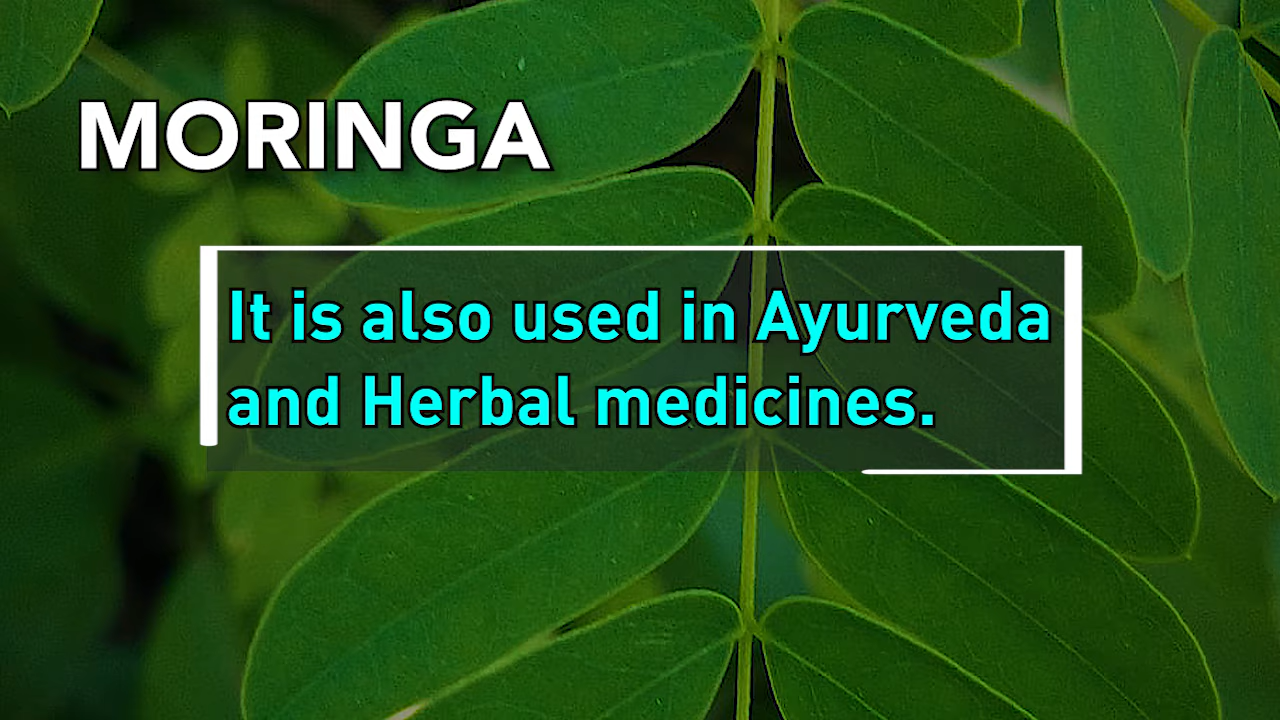 MORINGA
It is also used in Ayurveda
and Herbal medicines.